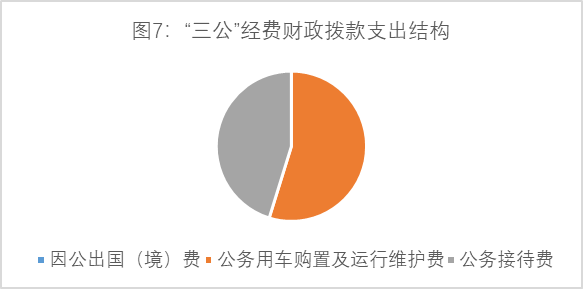 图7：“三公”经费财政拨款支出结构
因公出国（境）费 公务用车购置及运行维护费 公务接待费